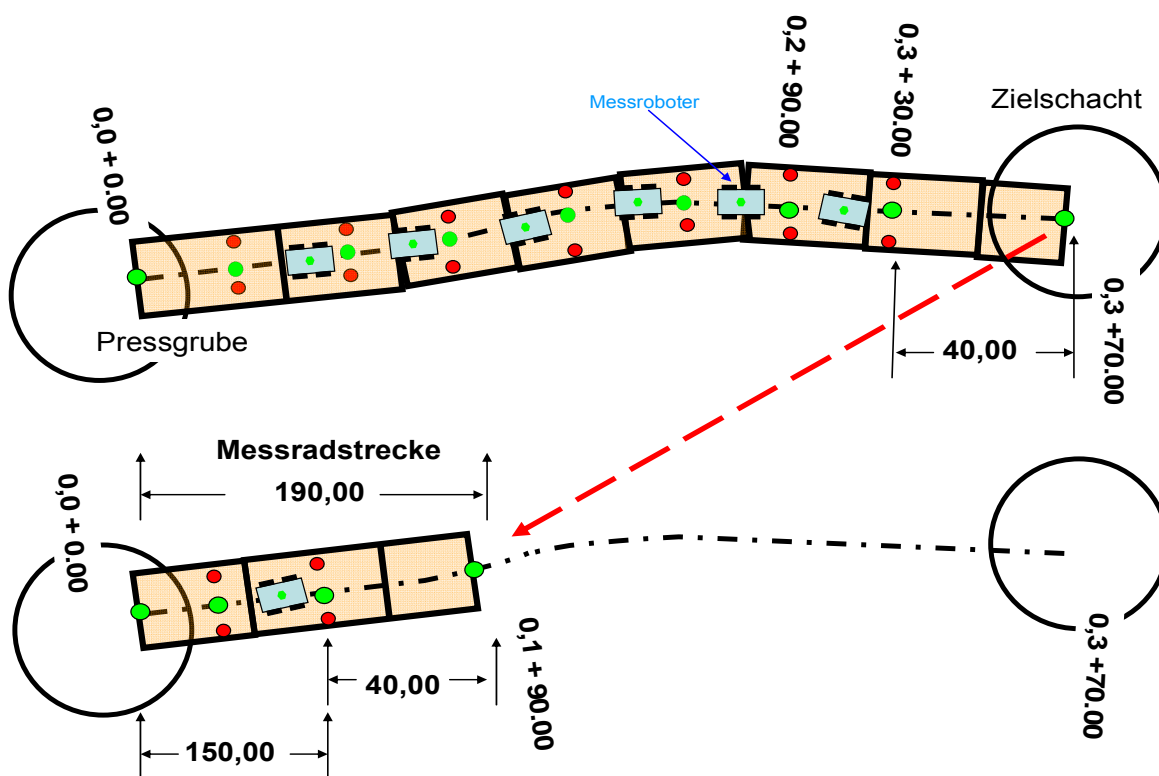 0,0 + 0.00
Messroboter
0,2 + 90.00
0,3 + 30.00
Zielschacht
Pressgrube
40,00
0,3 +70.00
Messradstrecke
190,00
0,0 + 0.00
40,00
0,1 + 90.00
150,00
0,3 +70.00